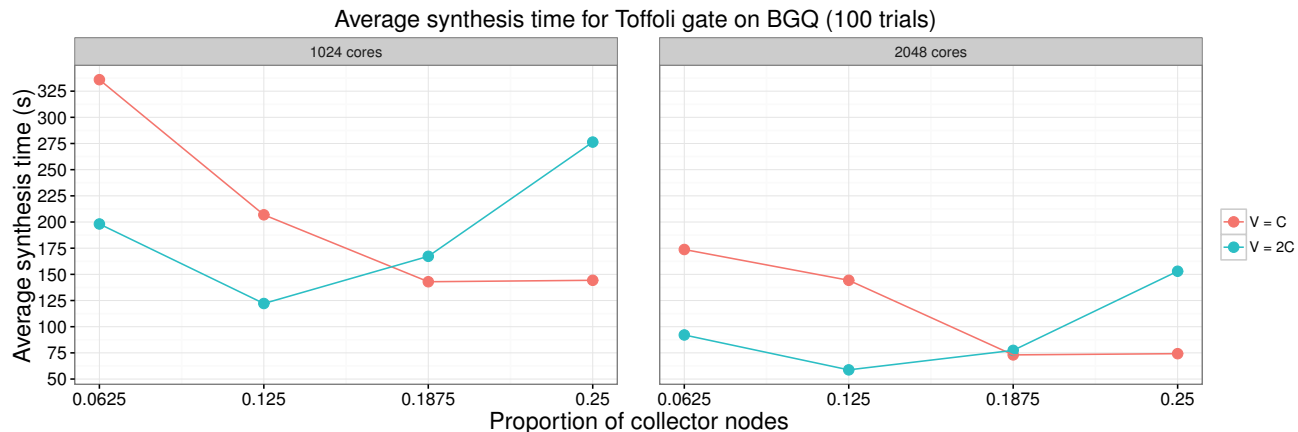 Average synthesis time for Toffoli gate on BGQ (100 trials)
1024 cores
2048 cores
Average synthesis time (s)
325
300
275
250
225
200
175
150
125
100
75
50
0.0625 0.125 0.1875 0.25
0.0625 0.125 0.1875 0.25
Proportion of collector nodes
V = C
V = 2C